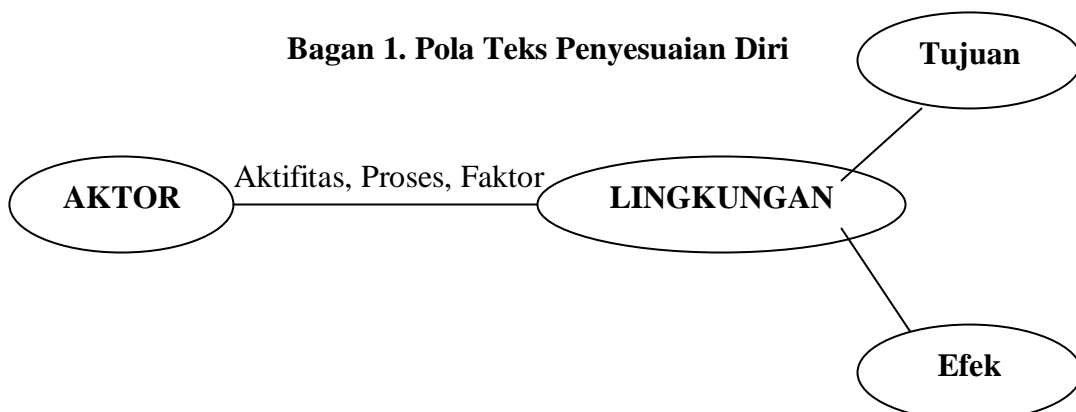 Bagan 1. Pola Teks Penyesuaian Diri
Tujuan
Aktifitas, Proses, Faktor
AKTOR
LINGKUNGAN
Efek